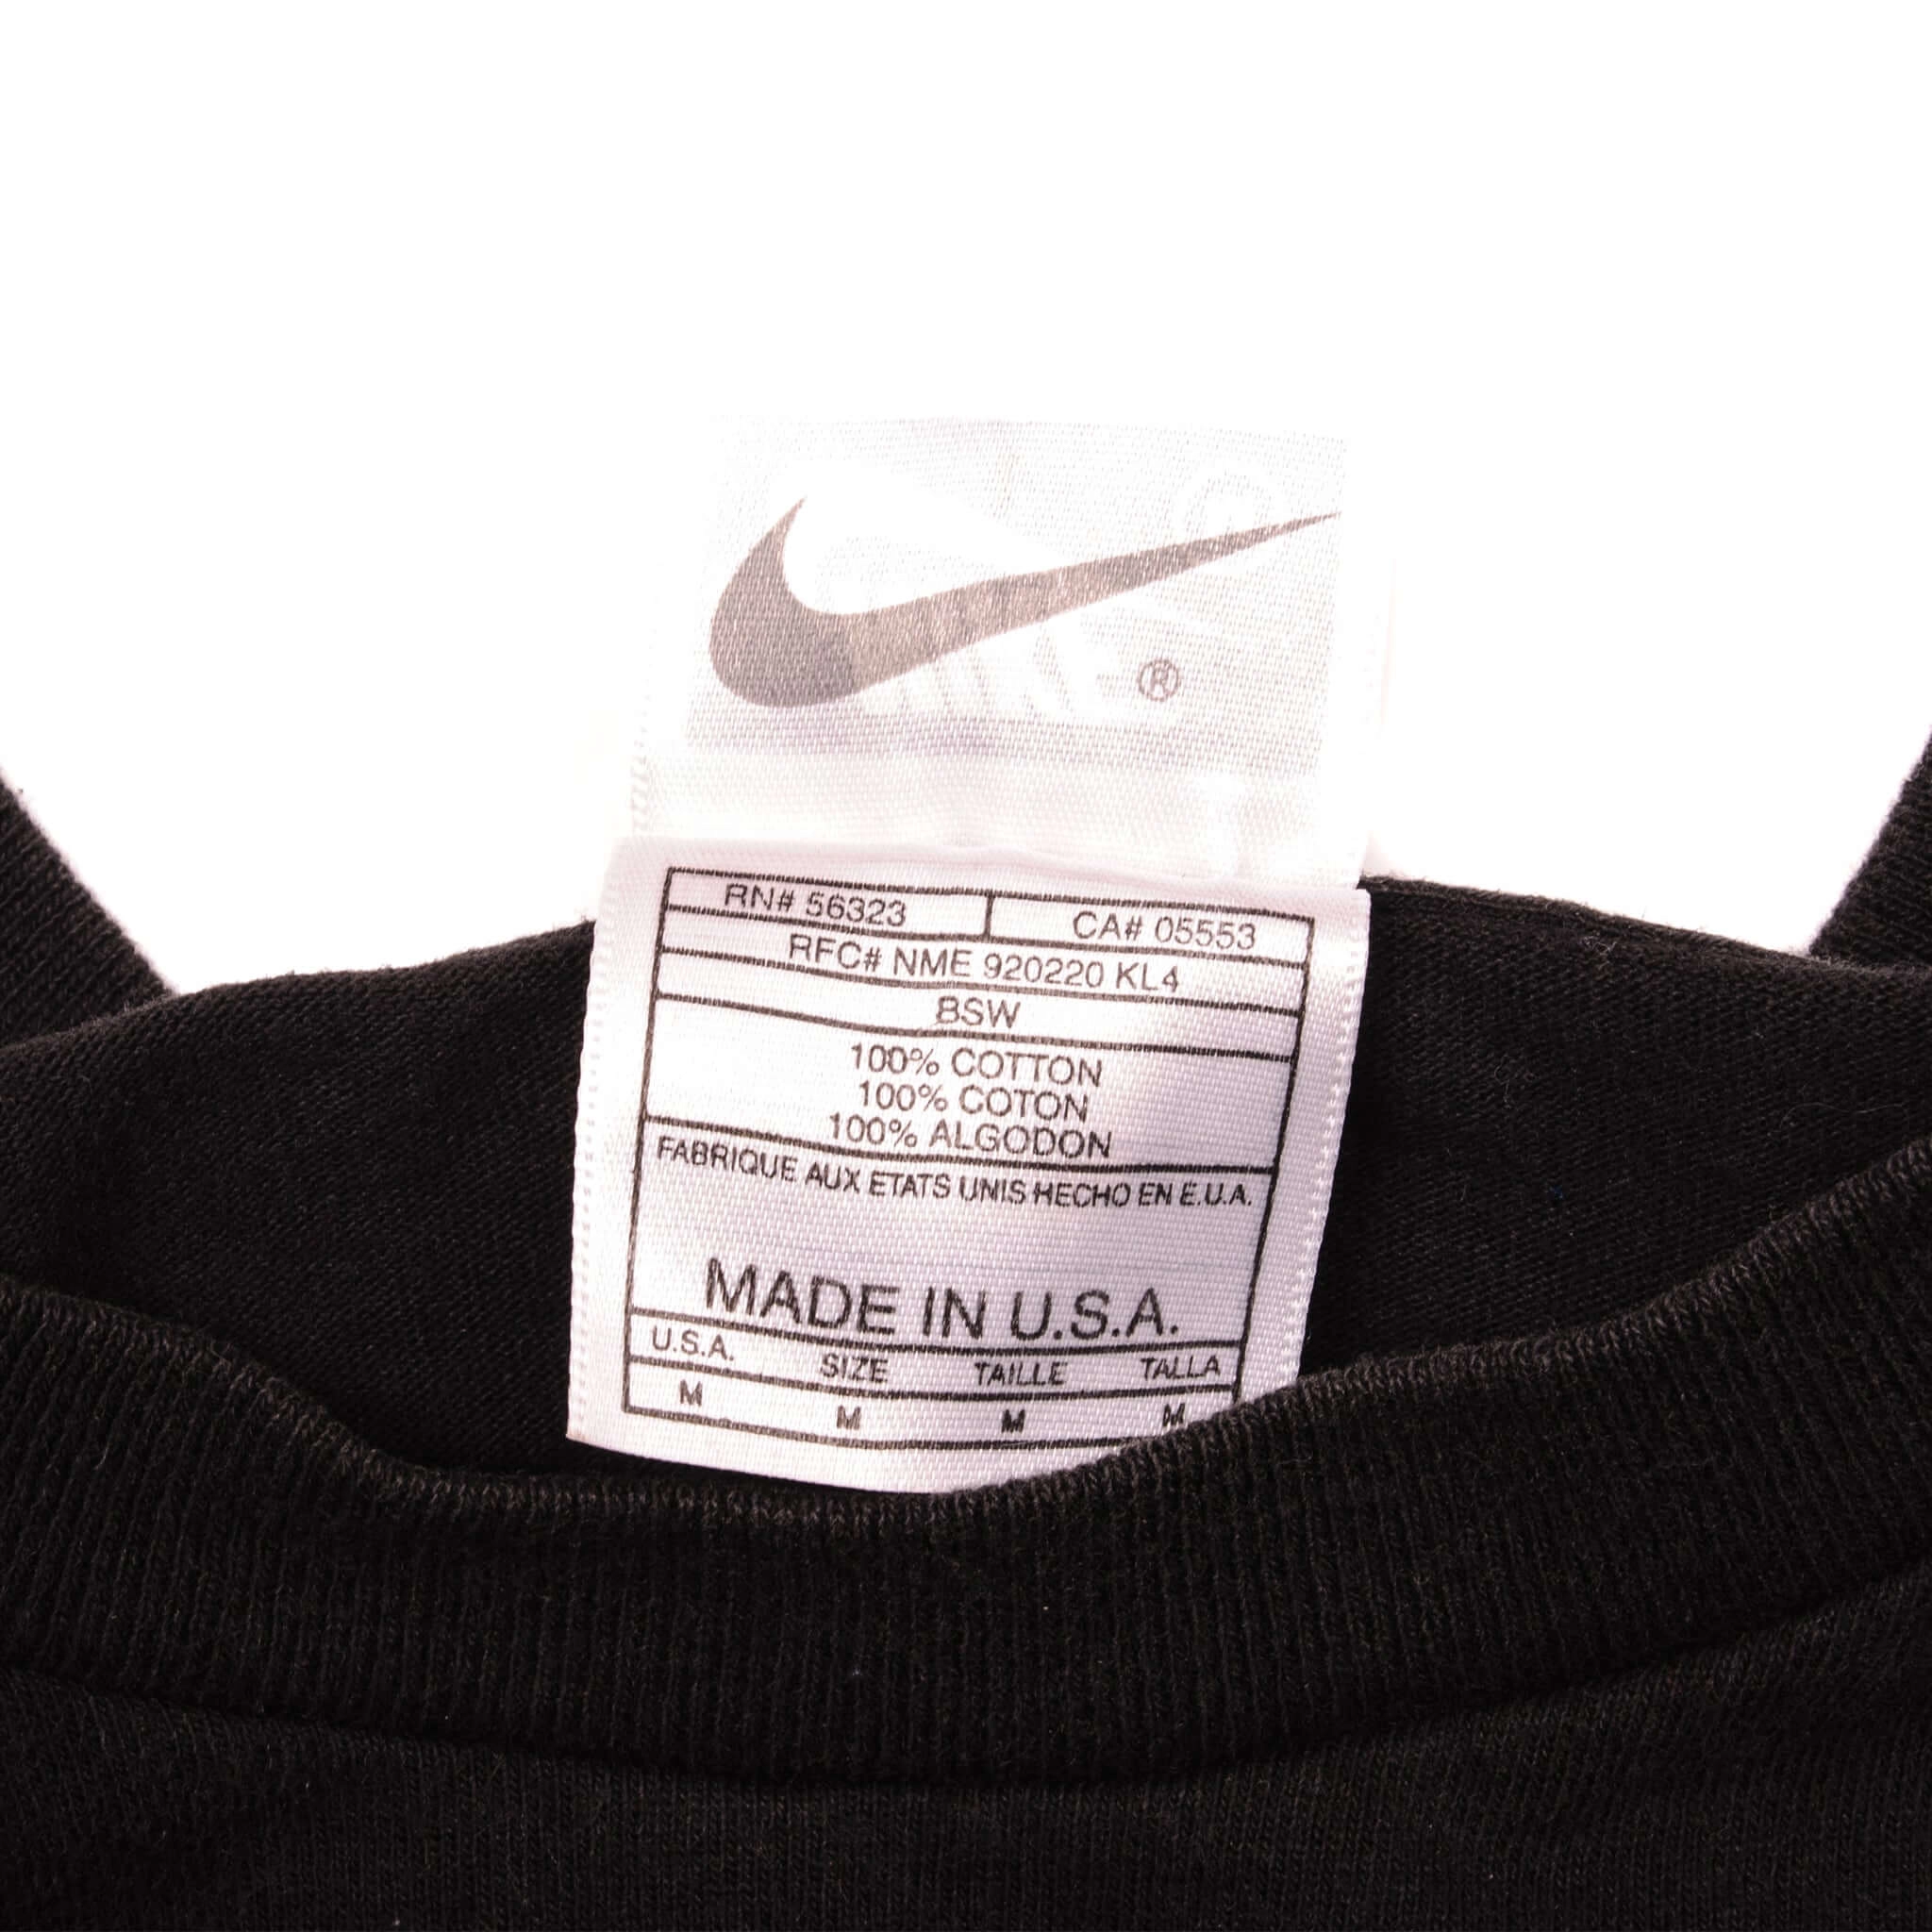 ®
RN# 56323 CA# 05553
RFC# NME 920220 KL4
BSW
100% COTTON
100% COTON
100% ALGODON
FABRIQUE AUX ETATS UNIS HECHO EN E.U.A.
MADE IN U.S.A.
U.S.A. SIZE TAILLE TALLA
M M M M